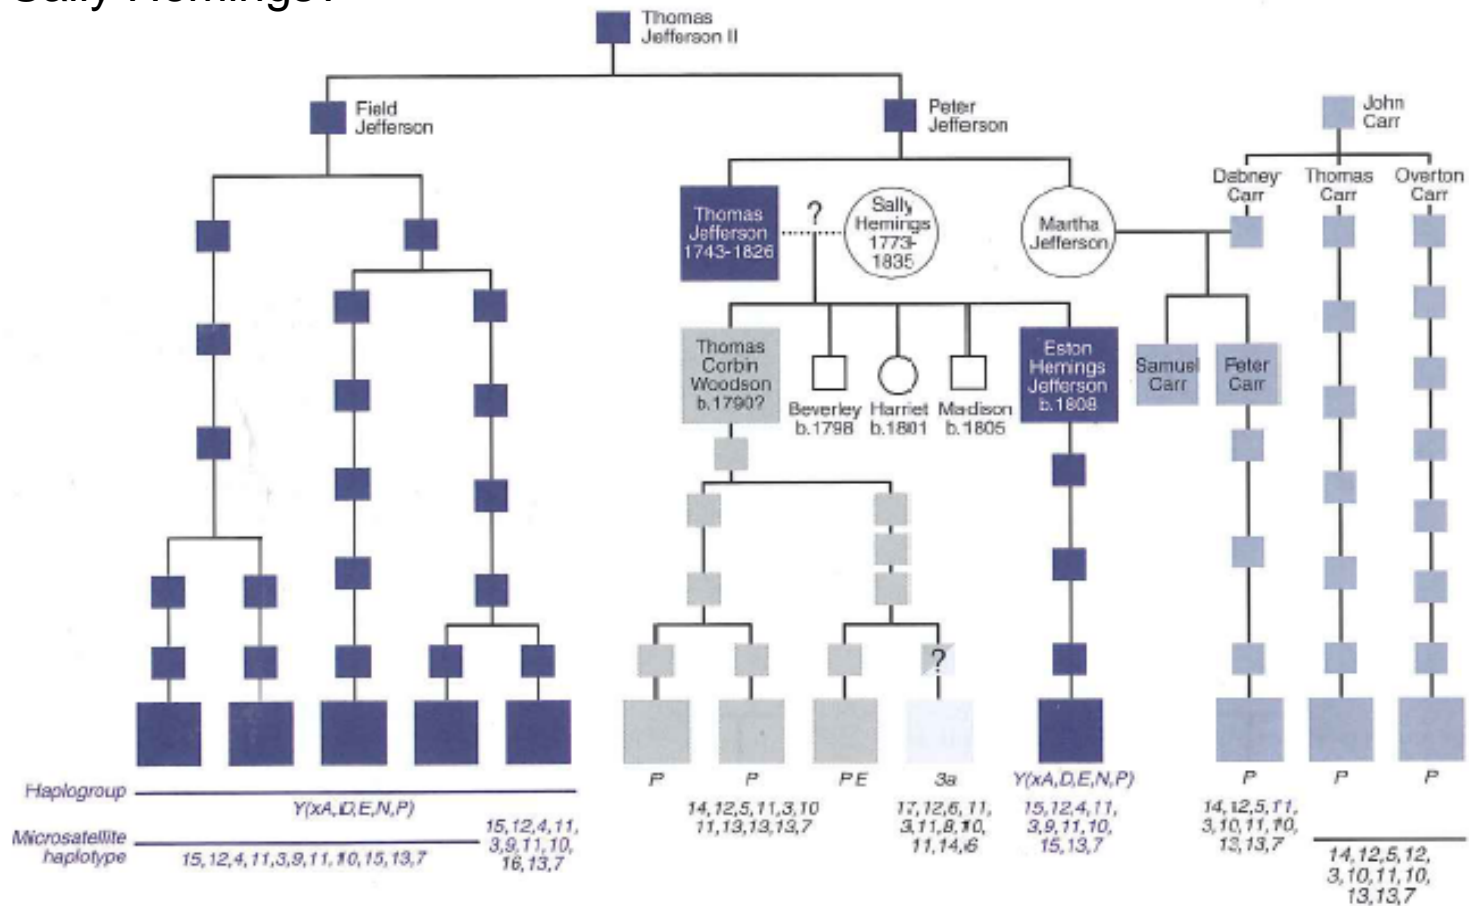 Thomas
Jefferson II
Field
Jefferson
Peter
Jefferson
John
Carr
Dabney
Carr
Thomas
Carr
Overton
Carr
Thomas
Jefferson
1743-1826
?
Sally
Hemings
1773-
1835
Martha
Jefferson
Thomas
Corbin
Woodson
b.1790?
Beverley
b.1798
Harriet
b.1801
Madison
b.1805
Eston
Hemings
Jefferson
b.1808
Samuel
Carr
Peter
Carr
?
Haplogroup
Y(xA,D,E,N,P)
P
P
P E
3a
Y(xA,D,E,N,P)
P
P
P
Microsatellite
haplotype
15,12,4,11,3,9,11,10,15,13,7
15,12,4,11,
3,9,11,10,
16,13,7
14,12,5,11,3,10
11,13,13,13,7
17,12,6,11,
3,11,8,10,
11,14,6
15,12,4,11,
3,9,11,10,
15,13,7
14,12,5,11,
3,10,11,10,
13,13,7
14,12,5,12,
3,10,11,10,
13,13,7